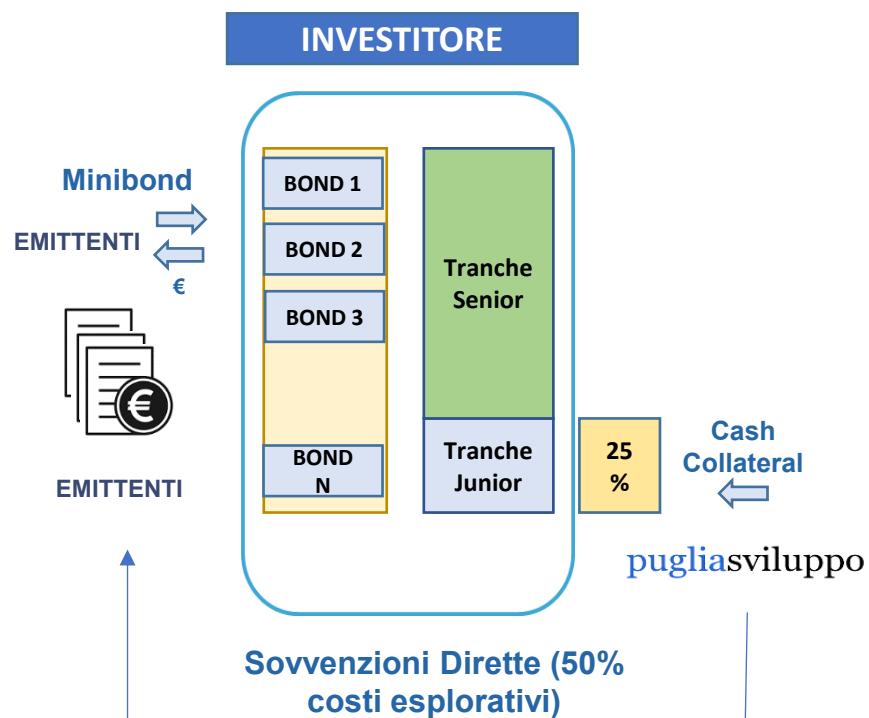 INVESTITORE
Minibond
EMITTENTI
€
BOND 1
BOND 2
BOND 3
BOND
N
Tranche
Senior
Tranche
Junior
25
%
Cash
Collateral
€
EMITTENTI
pugliasviluppo
Sovvenzioni Dirette (50%
costi esplorativi)